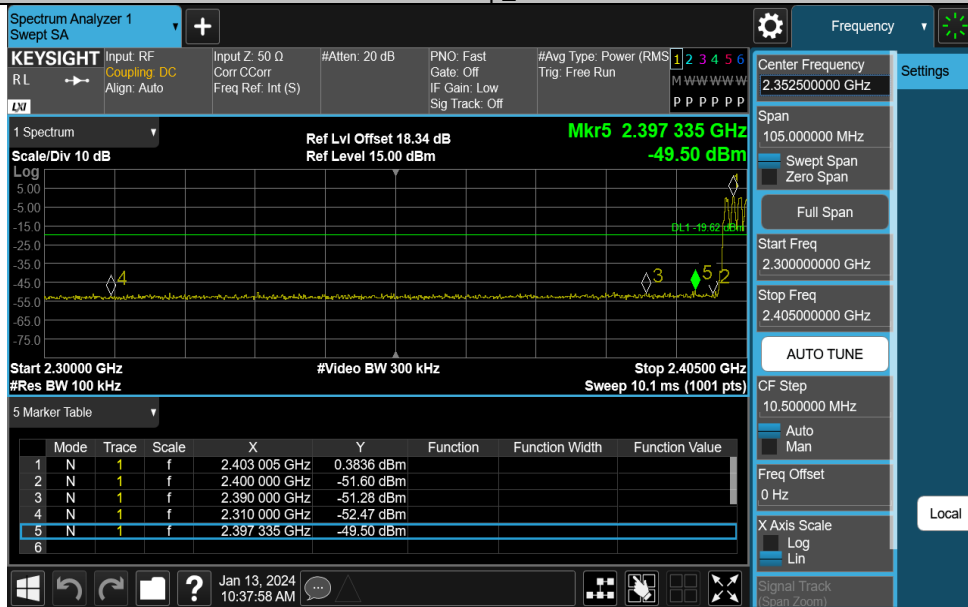 Spectrum Analyzer 1
Swept SA
+
Frequency
Settings
KEYSIGHT
RL
LXI
Input: RF
Coupling: DC
Align: Auto
Input Z: 50 Ω
Corr CCorr
Freq Ref: Int (S)
#Atten: 20 dB
PNO: Fast
Gate: Off
IF Gain: Low
Sig Track: Off
#Avg Type: Power (RMS
Trig: Free Run
1 2 3 4 5 6
M W W W W W
P P P P P P
1 Spectrum
Scale/Div 10 dB
Ref Lvl Offset 18.34 dB
Ref Level 15.00 dBm
Mkr5 2.397 335 GHz
-49.50 dBm
Log
5.00
-5.00
-15.0
-25.0
-35.0
-45.0
-55.0
-65.0
-75.0
DL1 -19.62 dBm
4
3
5
2
Start 2.30000 GHz
#Video BW 300 kHz
Stop 2.40500 GHz
#Res BW 100 kHz
Sweep 10.1 ms (1001 pts)
5 Marker Table
Mode Trace Scale X Y Function Function Width Function Value
1 N 1 f 2.403 005 GHz 0.3836 dBm
2 N 1 f 2.400 000 GHz -51.60 dBm
3 N 1 f 2.390 000 GHz -51.28 dBm
4 N 1 f 2.310 000 GHz -52.47 dBm
5 N 1 f 2.397 335 GHz -49.50 dBm
6
Center Frequency
2.352500000 GHz
Span
105.000000 MHz
Swept Span
Zero Span
Full Span
Start Freq
2.300000000 GHz
Stop Freq
2.405000000 GHz
AUTO TUNE
CF Step
10.500000 MHz
Auto
Man
Freq Offset
0 Hz
X Axis Scale
Log
Lin
Signal Track
(Span Zoom)
Local
?
Jan 13, 2024
10:37:58 AM